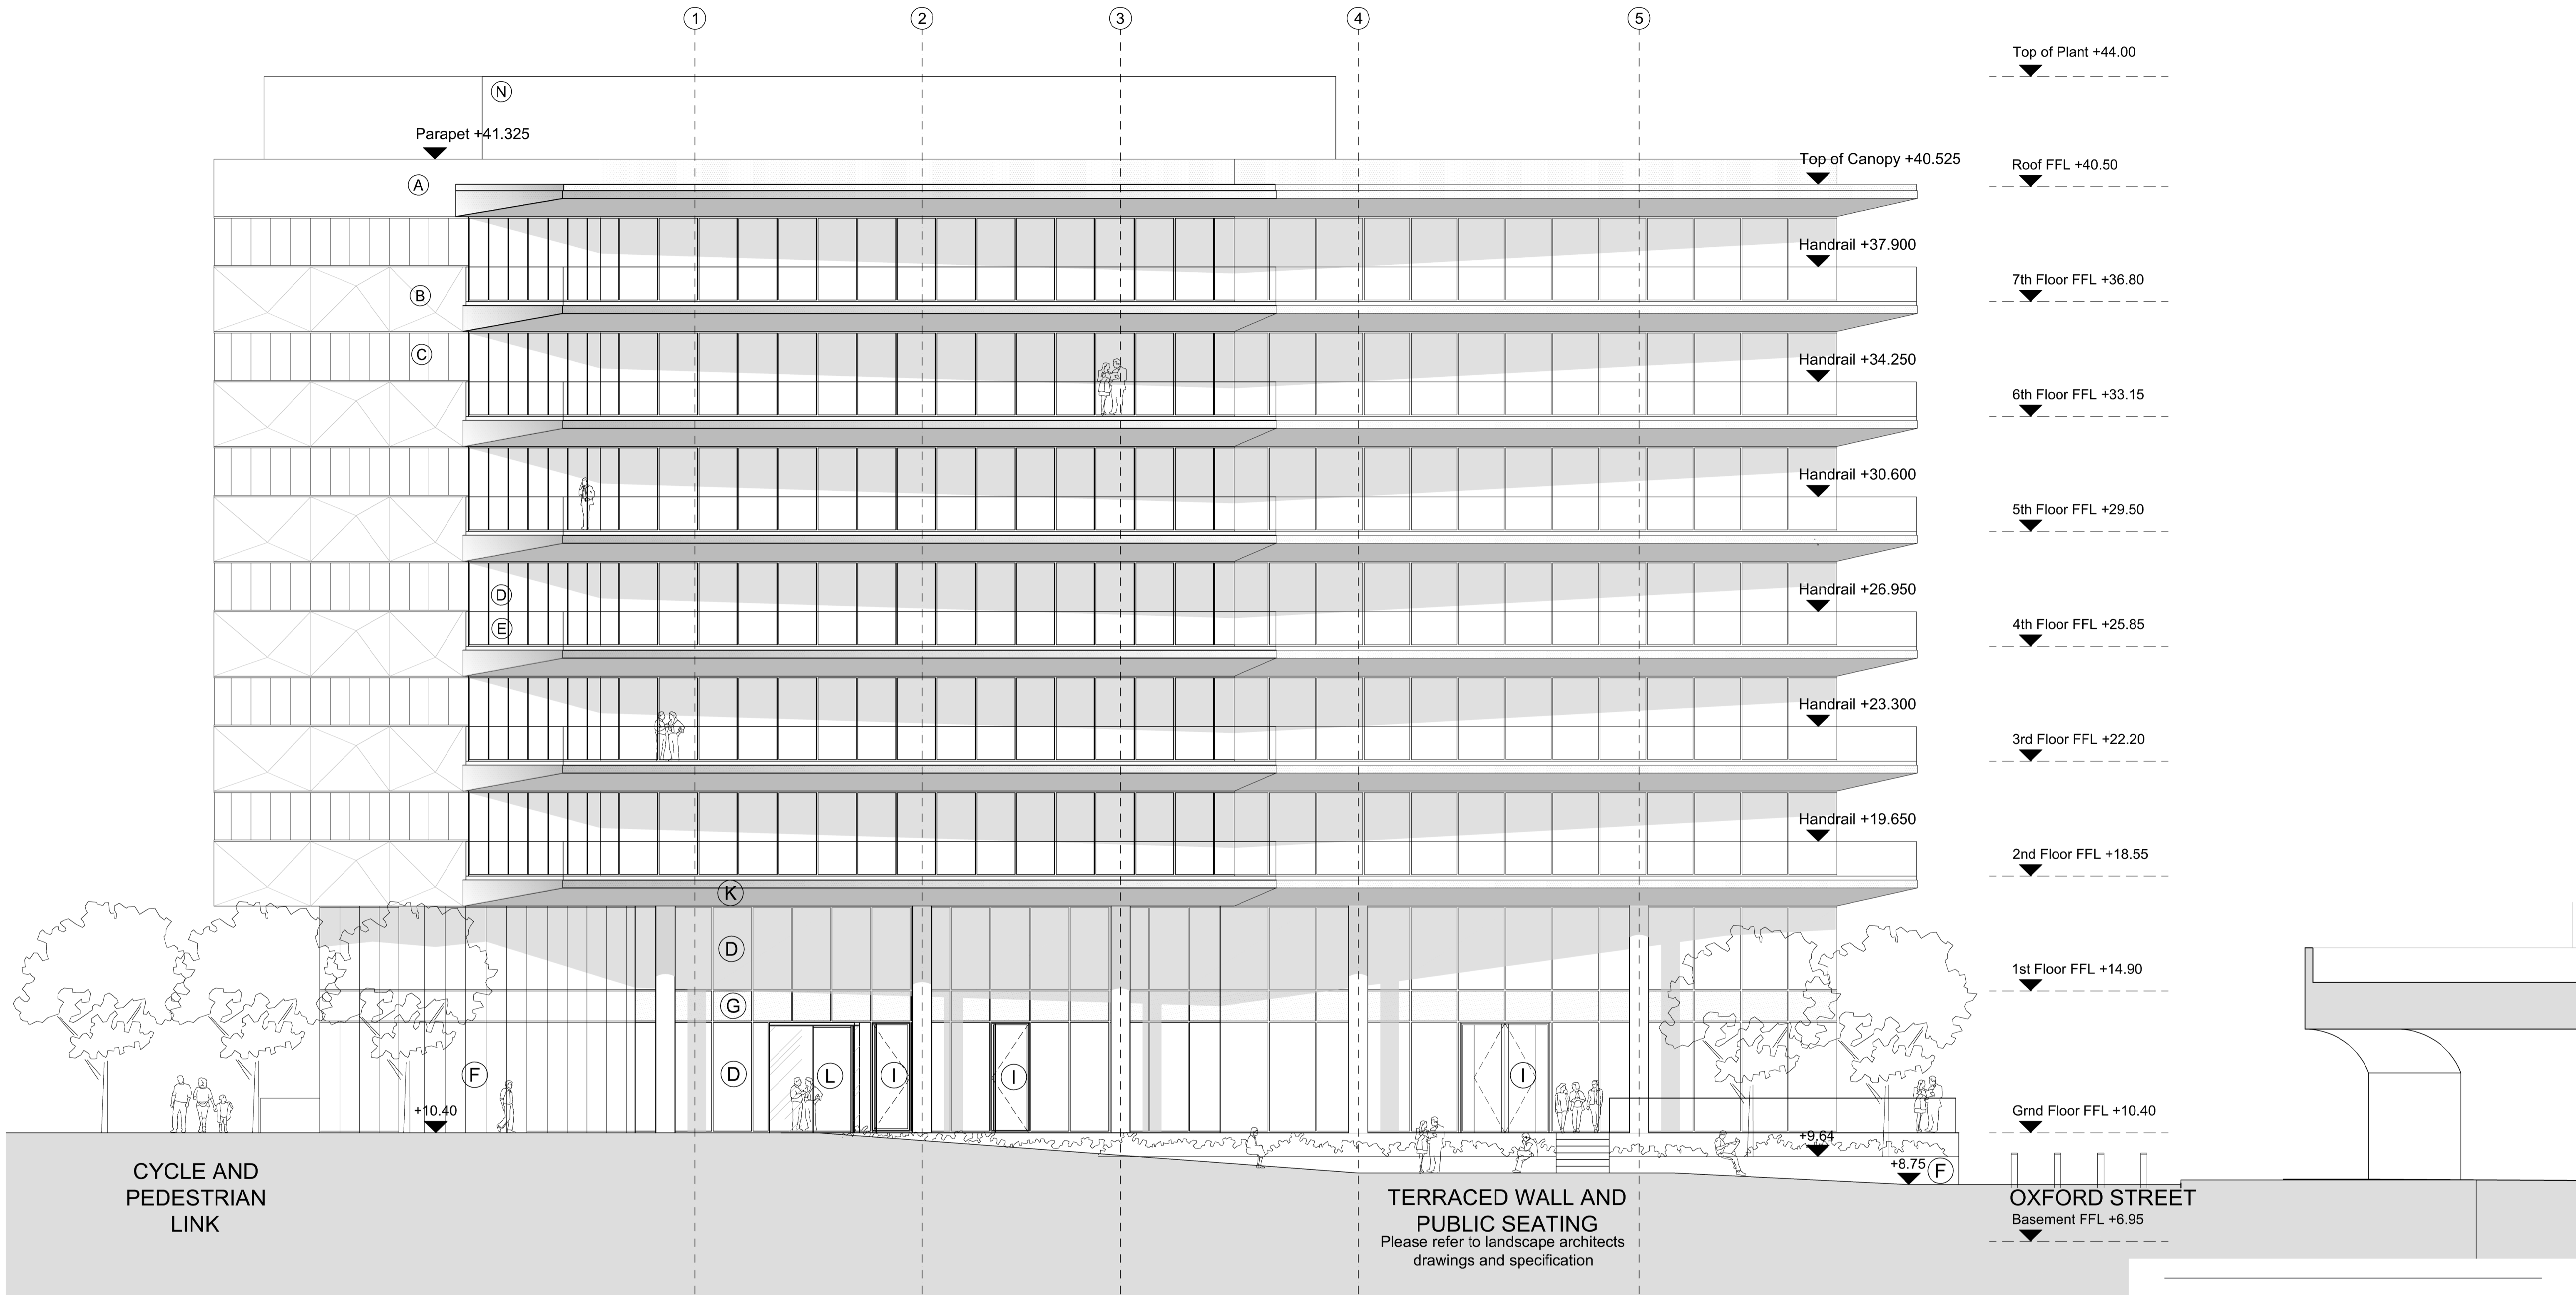 1
2
3
4
5
Top of Plant +44.00
N
Parapet +41.325
Top of Canopy +40.525
Roof FFL +40.50
A
Handrail +37.900
7th Floor FFL +36.80
B
C
Handrail +34.250
6th Floor FFL +33.15
Handrail +30.600
5th Floor FFL +29.50
D
Handrail +26.950
E
4th Floor FFL +25.85
Handrail +23.300
3rd Floor FFL +22.20
Handrail +19.650
2nd Floor FFL +18.55
K
D
1st Floor FFL +14.90
G
F
D
L
I
I
I
+10.40
Grnd Floor FFL +10.40
+9.64
+8.75
F
CYCLE AND
PEDESTRIAN
LINK
TERRACED WALL AND
PUBLIC SEATING
Please refer to landscape architects
drawings and specification
OXFORD STREET
Basement FFL +6.95